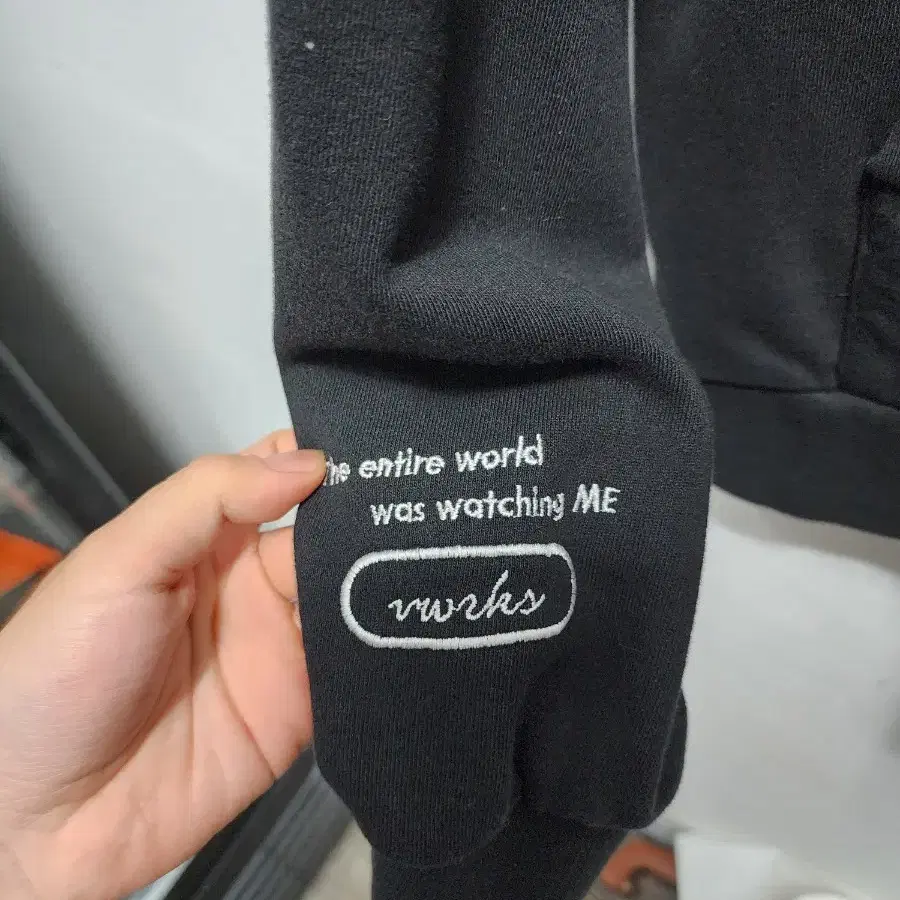 the entire world
was watching ME
vwrks